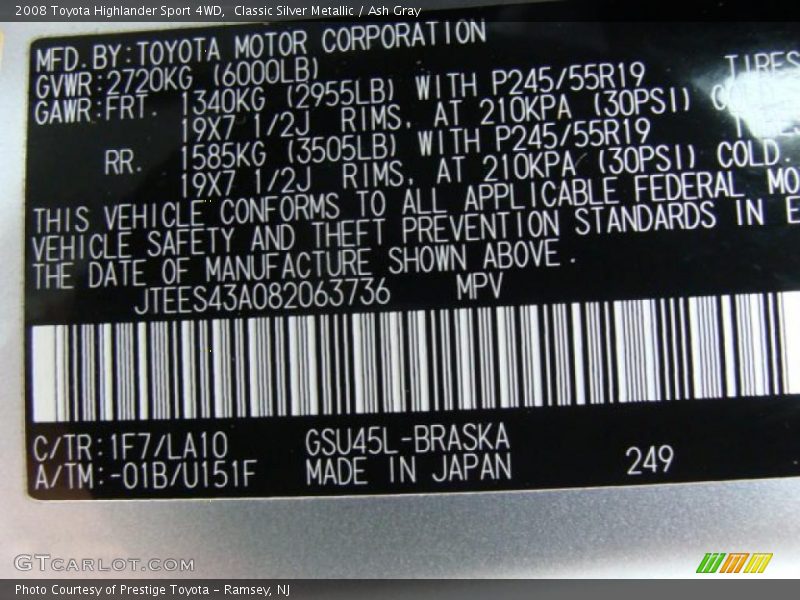 2008 Toyota Highlander Sport 4WD,  Classic Silver Metallic / Ash Gray
MFD. BY: TOYOTA MOTOR CORPORATION
GVWR: 2720KG (6000LB)
GAWR: FRT. 1340KG (2955LB) WITH P245/55R19 TIRES
19X7 1/2J RIMS, AT 210KPA (30PSI)
RR. 1585KG (3505LB) WITH P245/55R19
19X7 1/2J RIMS, AT 210KPA (30PSI) COLD.
THIS VEHICLE CONFORMS TO ALL APPLICABLE FEDERAL MO
VEHICLE SAFETY AND THEFT PREVENTION STANDARDS IN E
THE DATE OF MANUFACTURE SHOWN ABOVE.
JTEES43A082063736 MPV
C/TR: 1F7/LA10 GSU45L-BRASKA
A/TM: -01B/U151F MADE IN JAPAN 249
GTCARLOT.COM
Photo Courtesy of Prestige Toyota - Ramsey, NJ